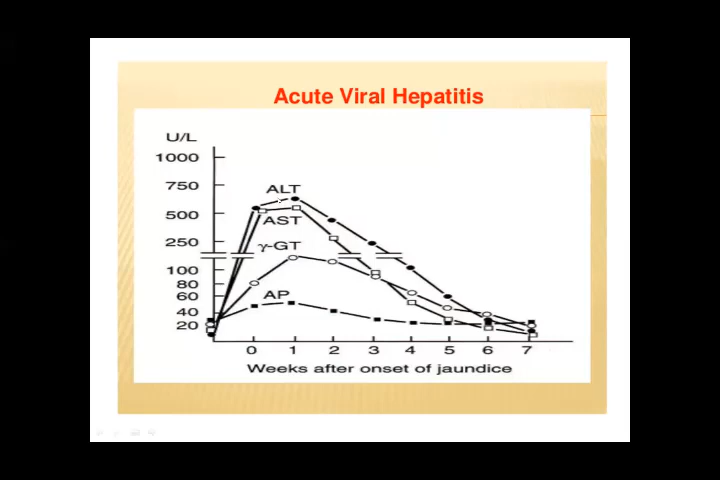 Acute Viral Hepatitis
U/L
1000
750
500
250
100
80
60
40
20
ALT
AST
γ-GT
AP
0 1 2 3 4 5 6 7
Weeks after onset of jaundice